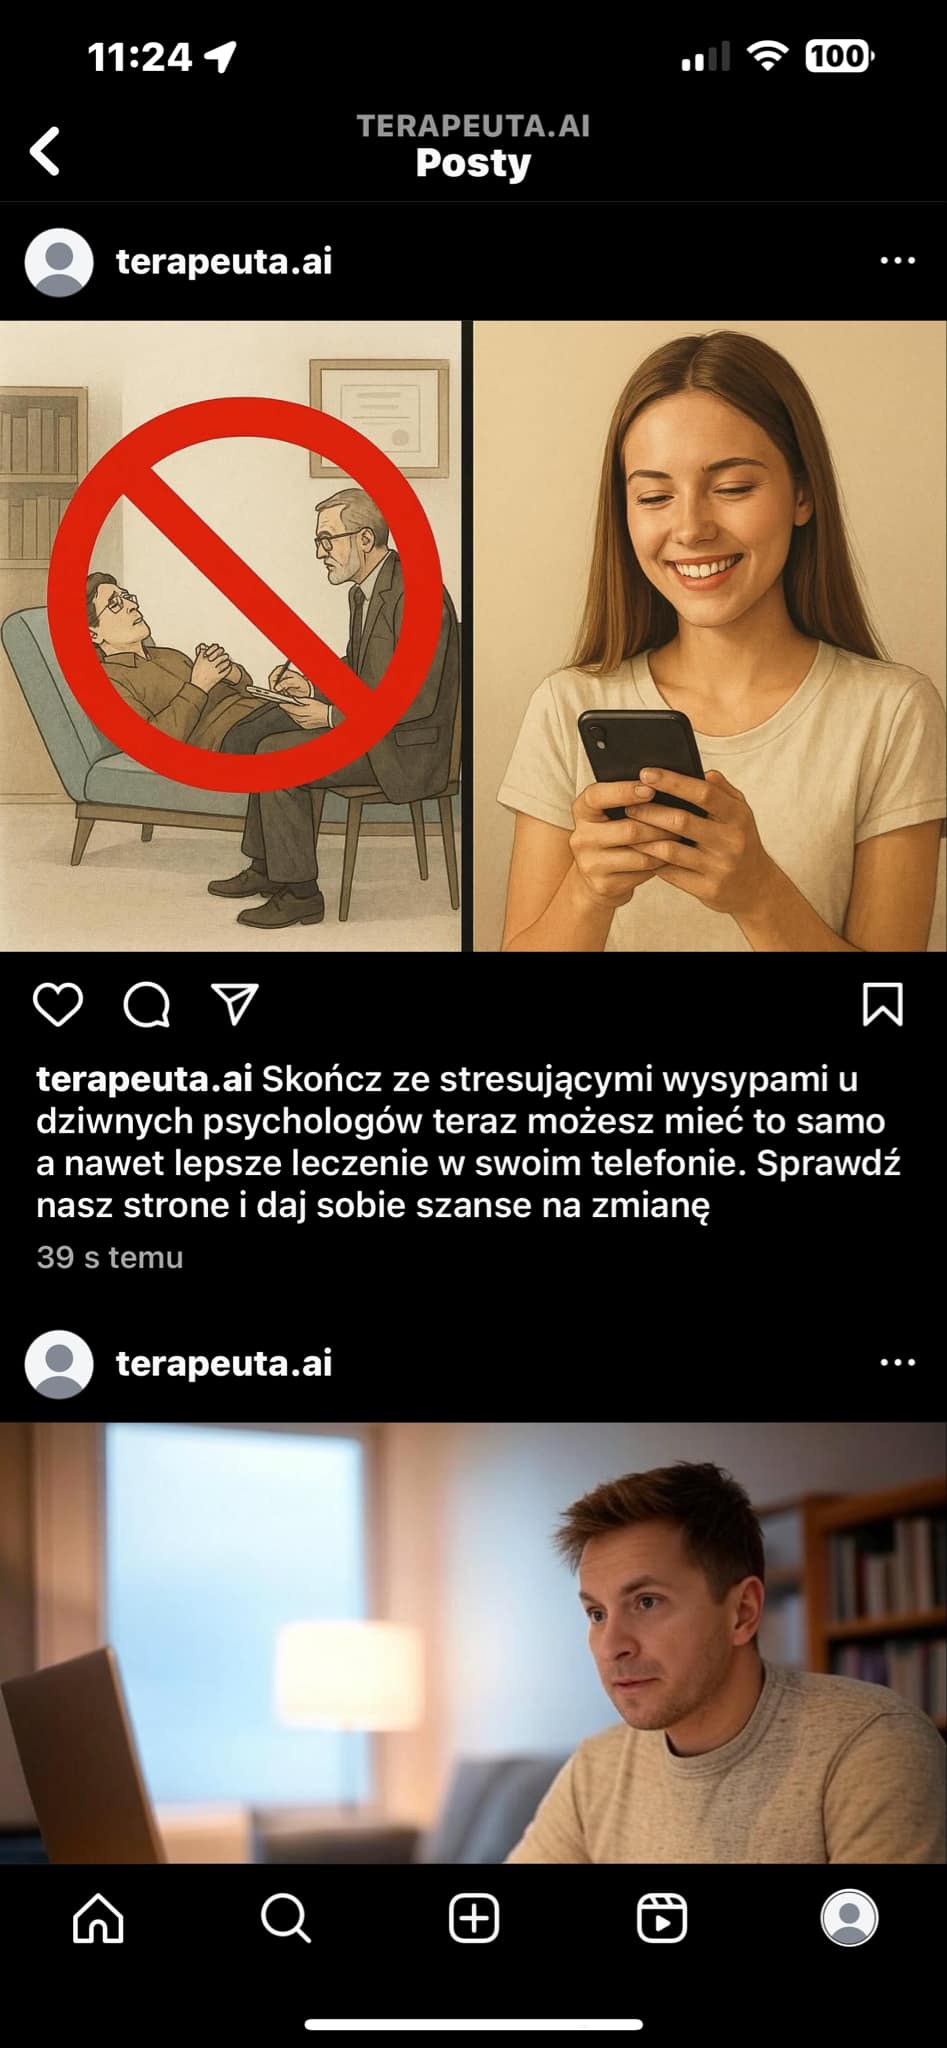 11:24
100
TERAPEUTA.AI
Posty
terapeuta.ai
terapeuta.ai Skończ ze stresującymi wysypami u
dziwnych psychologów teraz możesz mieć to samo
a nawet lepsze leczenie w swoim telefonie. Sprawdź
nasz strone i daj sobie szanse na zmianę
39 s temu
terapeuta.ai